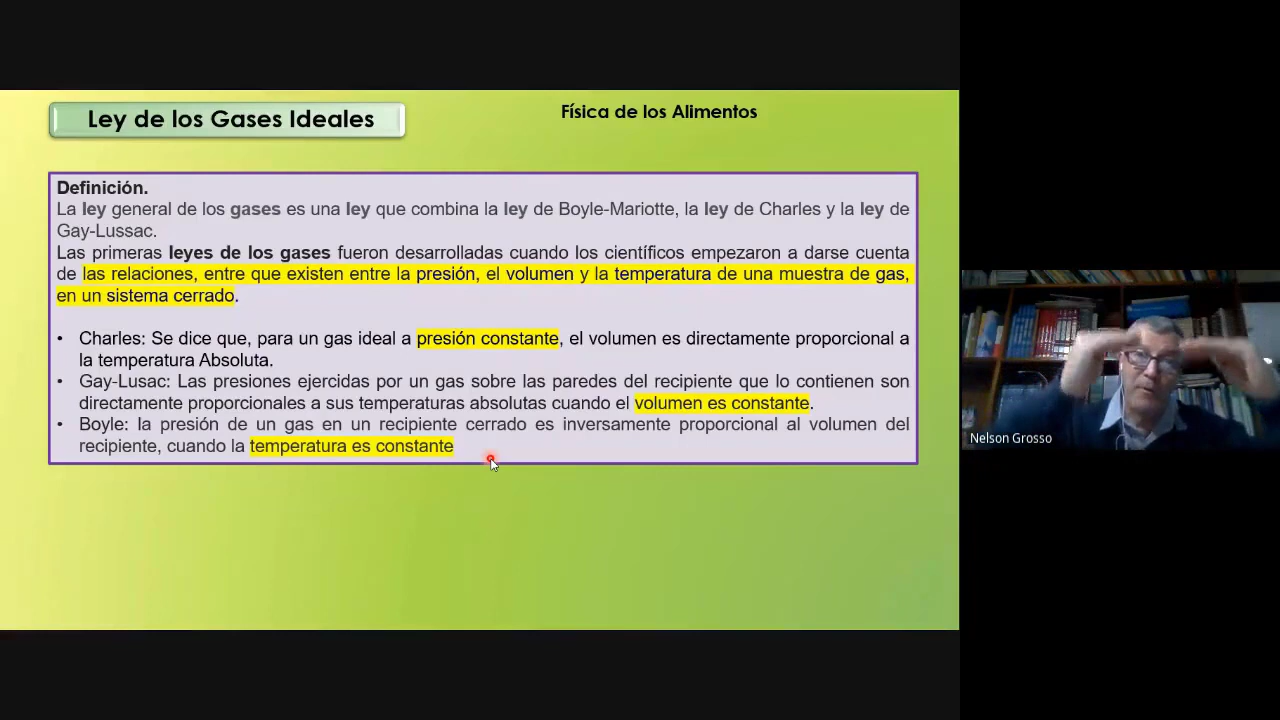 Ley de los Gases Ideales
Física de los Alimentos
Definición.
La ley general de los gases es una ley que combina la ley de Boyle-Mariotte, la ley de Charles y la ley de
Gay-Lussac.
Las primeras leyes de los gases fueron desarrolladas cuando los científicos empezaron a darse cuenta
de las relaciones, entre que existen entre la presión, el volumen y la temperatura de una muestra de gas,
en un sistema cerrado.
• Charles: Se dice que, para un gas ideal a presión constante, el volumen es directamente proporcional a
la temperatura Absoluta.
• Gay-Lusac: Las presiones ejercidas por un gas sobre las paredes del recipiente que lo contienen son
directamente proporcionales a sus temperaturas absolutas cuando el volumen es constante.
• Boyle: la presión de un gas en un recipiente cerrado es inversamente proporcional al volumen del
recipiente, cuando la temperatura es constante
Nelson Grosso